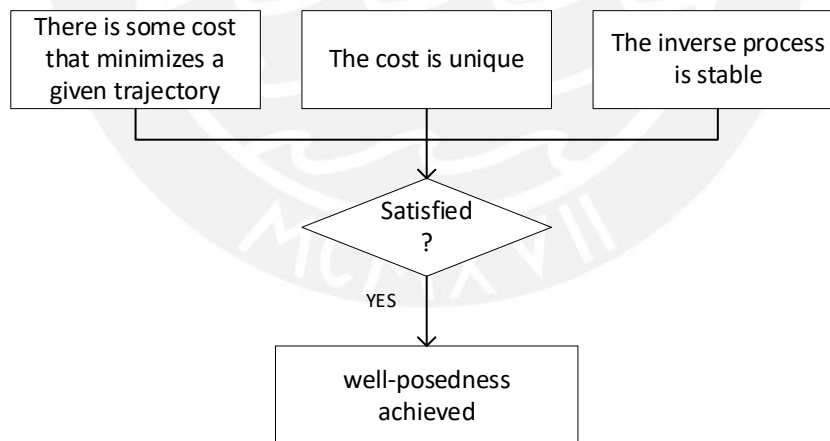 There is some cost
that minimizes a
given trajectory
The cost is unique
The inverse process
is stable
Satisfied
?
MCMXVII
YES
well-posedness
achieved